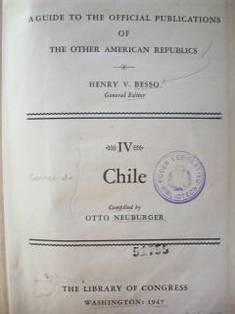 A GUIDE TO THE OFFICIAL PUBLICATIONS
OF THE
OTHER AMERICAN REPUBLICS
HENRY V. BESSO
General Editor
IV
Chile
Compiled by
OTTO NEUBURGER
THE LIBRARY OF CONGRESS
WASHINGTON: 1947